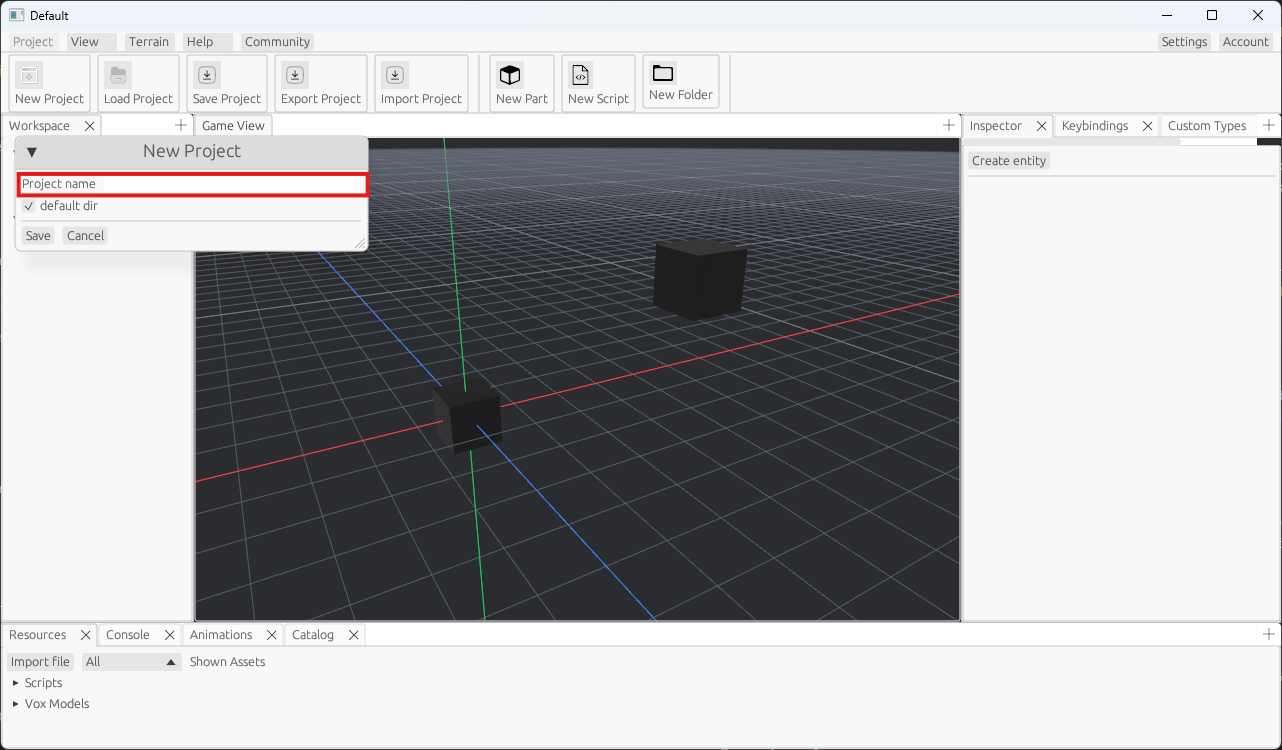 Default
Project View Terrain Help Community Settings Account
New Project Load Project Save Project Export Project Import Project New Part New Script New Folder
Workspace Game View Inspector Keybindings Custom Types
New Project
Create entity
Project name
default dir
Save Cancel
Resources Console Animations Catalog
Import file All Shown Assets
Scripts
Vox Models